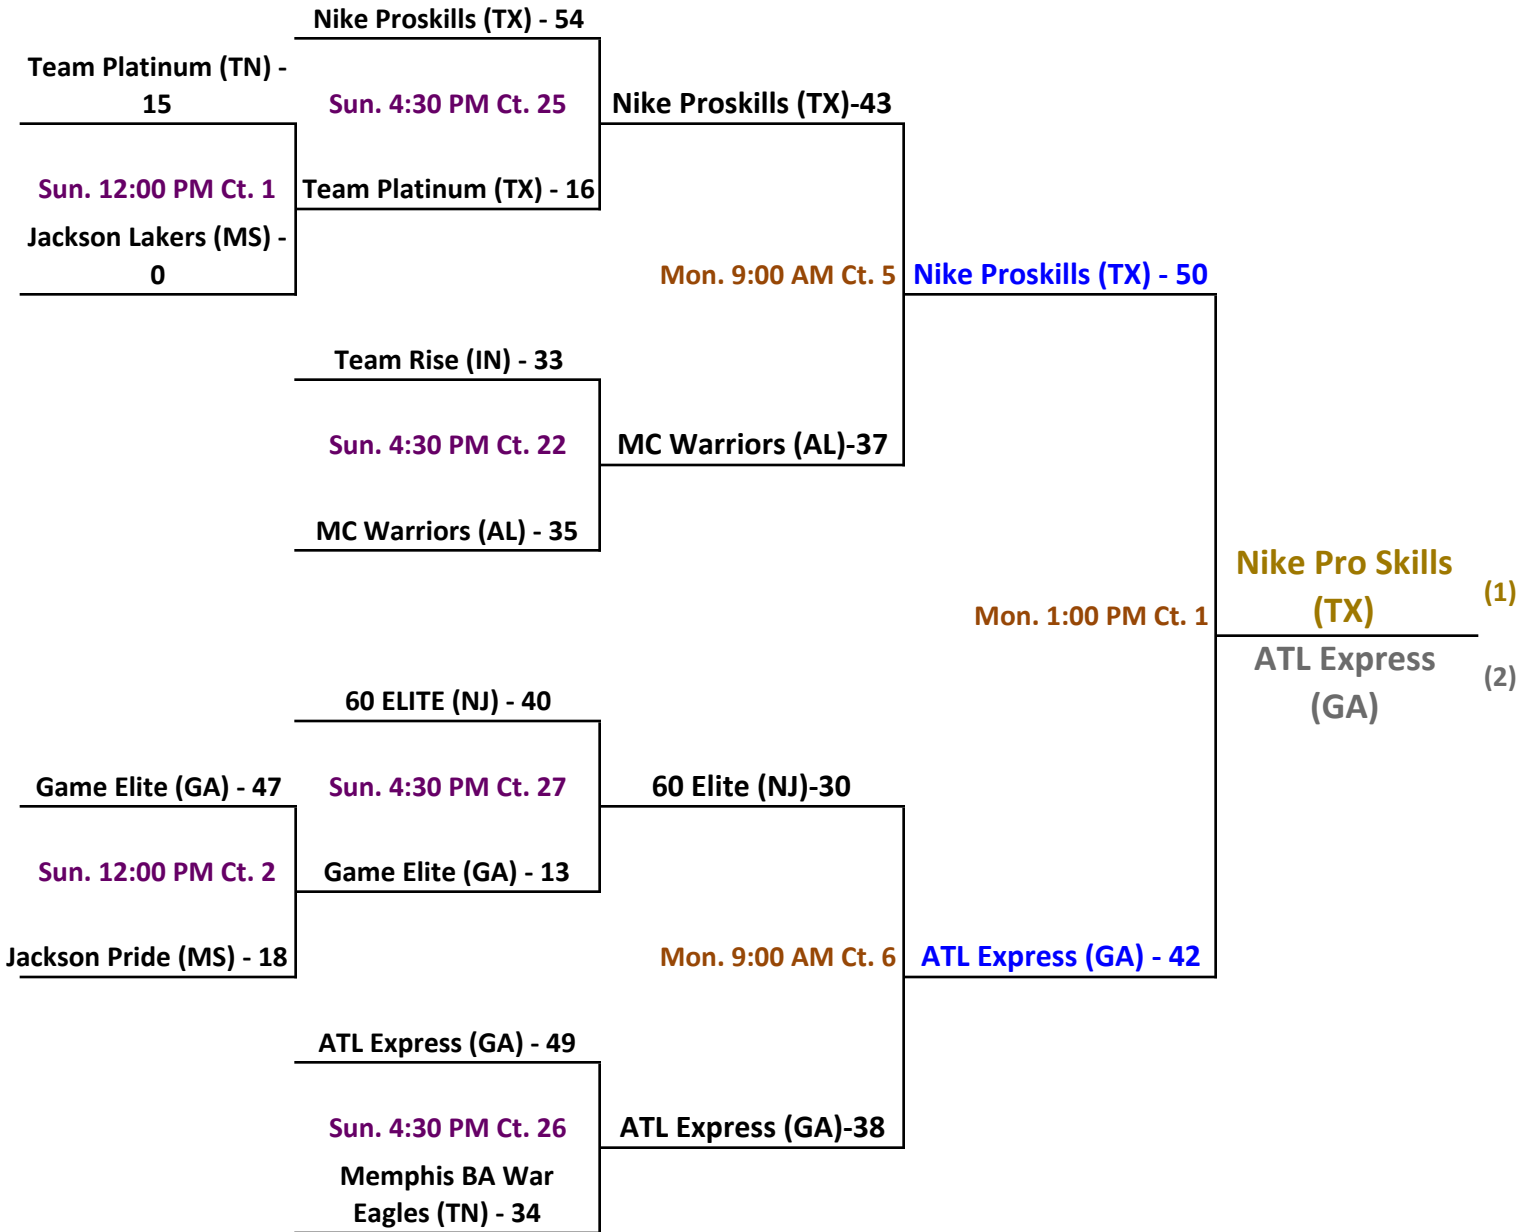 Nike Proskills (TX) - 54
Team Platinum (TN) -
15
Sun. 4:30 PM Ct. 25
Nike Proskills (TX)-43
Sun. 12:00 PM Ct. 1
Team Platinum (TX) - 16
Jackson Lakers (MS) -
0
Mon. 9:00 AM Ct. 5
Nike Proskills (TX) - 50
Team Rise (IN) - 33
Sun. 4:30 PM Ct. 22
MC Warriors (AL)-37
MC Warriors (AL) - 35
Nike Pro Skills
(TX)
(1)
Mon. 1:00 PM Ct. 1
ATL Express
(GA)
(2)
60 ELITE (NJ) - 40
Game Elite (GA) - 47
Sun. 4:30 PM Ct. 27
60 Elite (NJ)-30
Sun. 12:00 PM Ct. 2
Game Elite (GA) - 13
Jackson Pride (MS) - 18
Mon. 9:00 AM Ct. 6
ATL Express (GA) - 42
ATL Express (GA) - 49
Sun. 4:30 PM Ct. 26
ATL Express (GA)-38
Memphis BA War
Eagles (TN) - 34